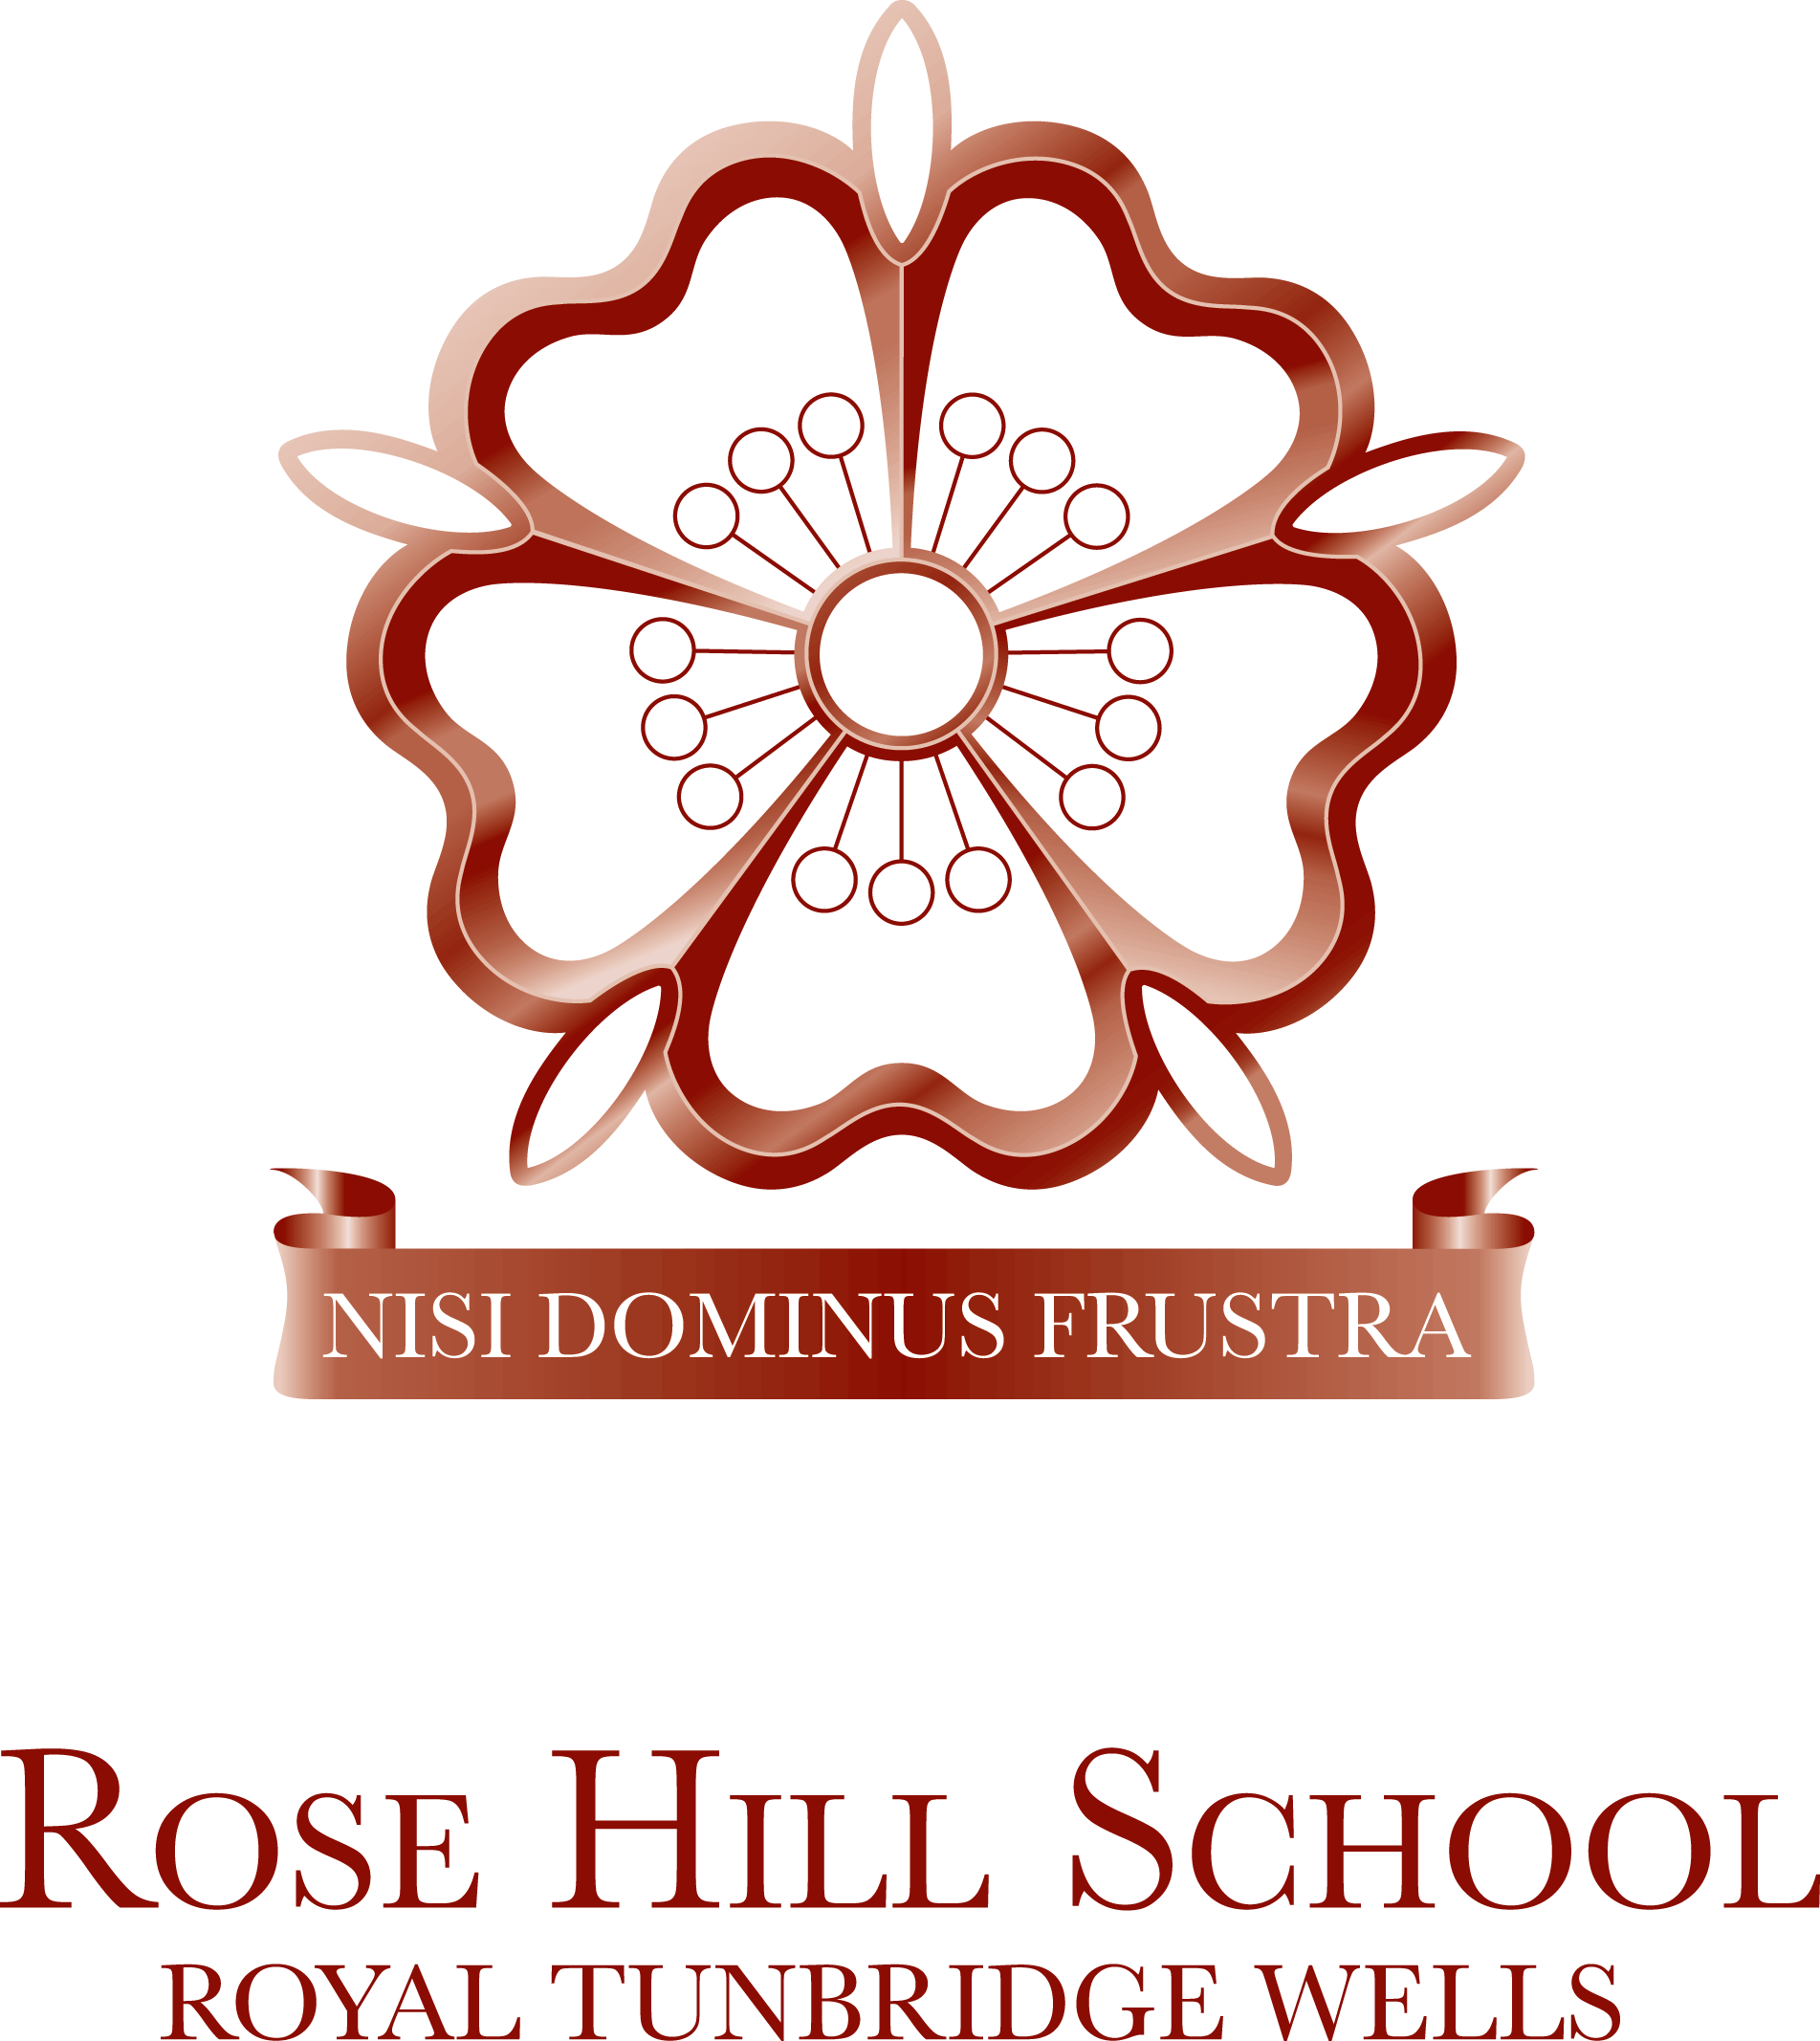 NISI DOMINUS FRUSTRA
ROSE HILL SCHOOL
ROYAL TUNBRIDGE WELLS